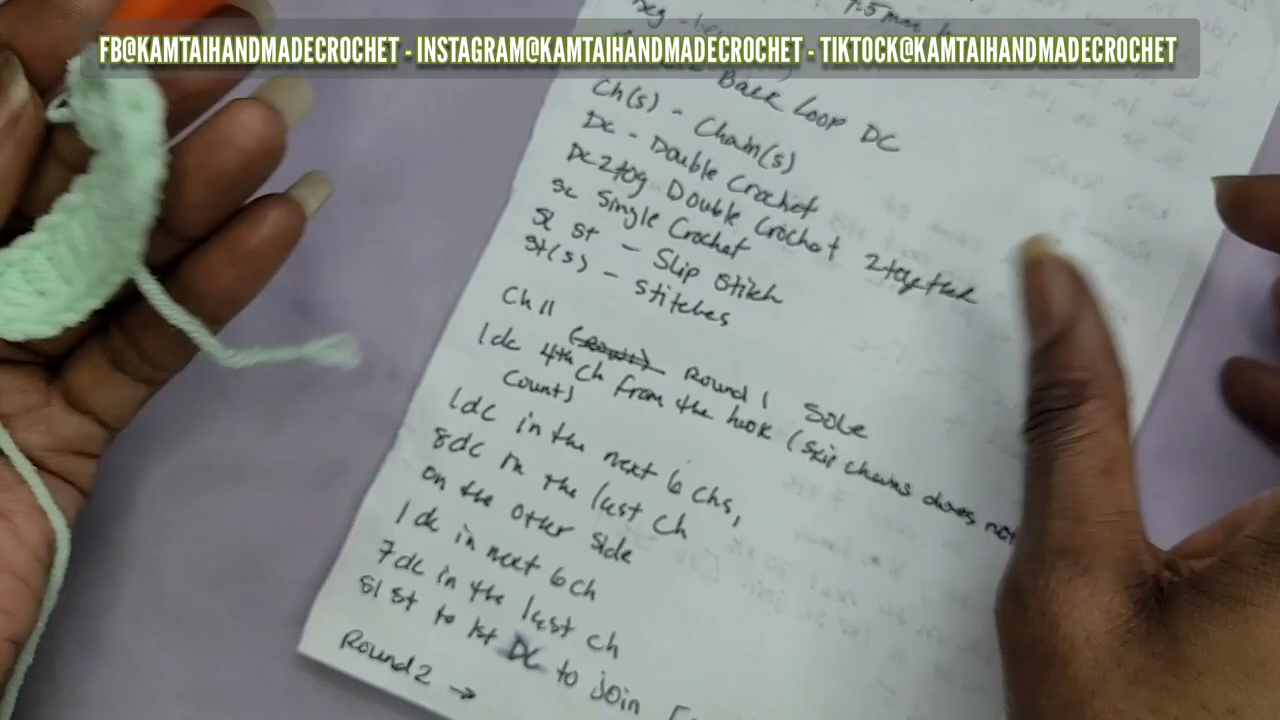 FB@KAMTAIHANDMADECROCHET - INSTAGRAM@KAMTAIHANDMADECROCHET - TIKTOCK@KAMTAIHANDMADECROCHET
Back Loop DC
Ch(s) - Chain(s)
DC - Double Crochet
DC2tog Double Crochet 2together
SC Single Crochet
Sl St - Slip Stitch
St(s) - Stitches
Ch 11 Round 1 Sole
1dc 4th Ch from the hook (skip chains does not
count)
1dc in the next 6 chs,
8dc in the last ch
on the other side
1dc in next 6ch
7dc in the last ch
Sl st to 1st DC to join
Round 2 →